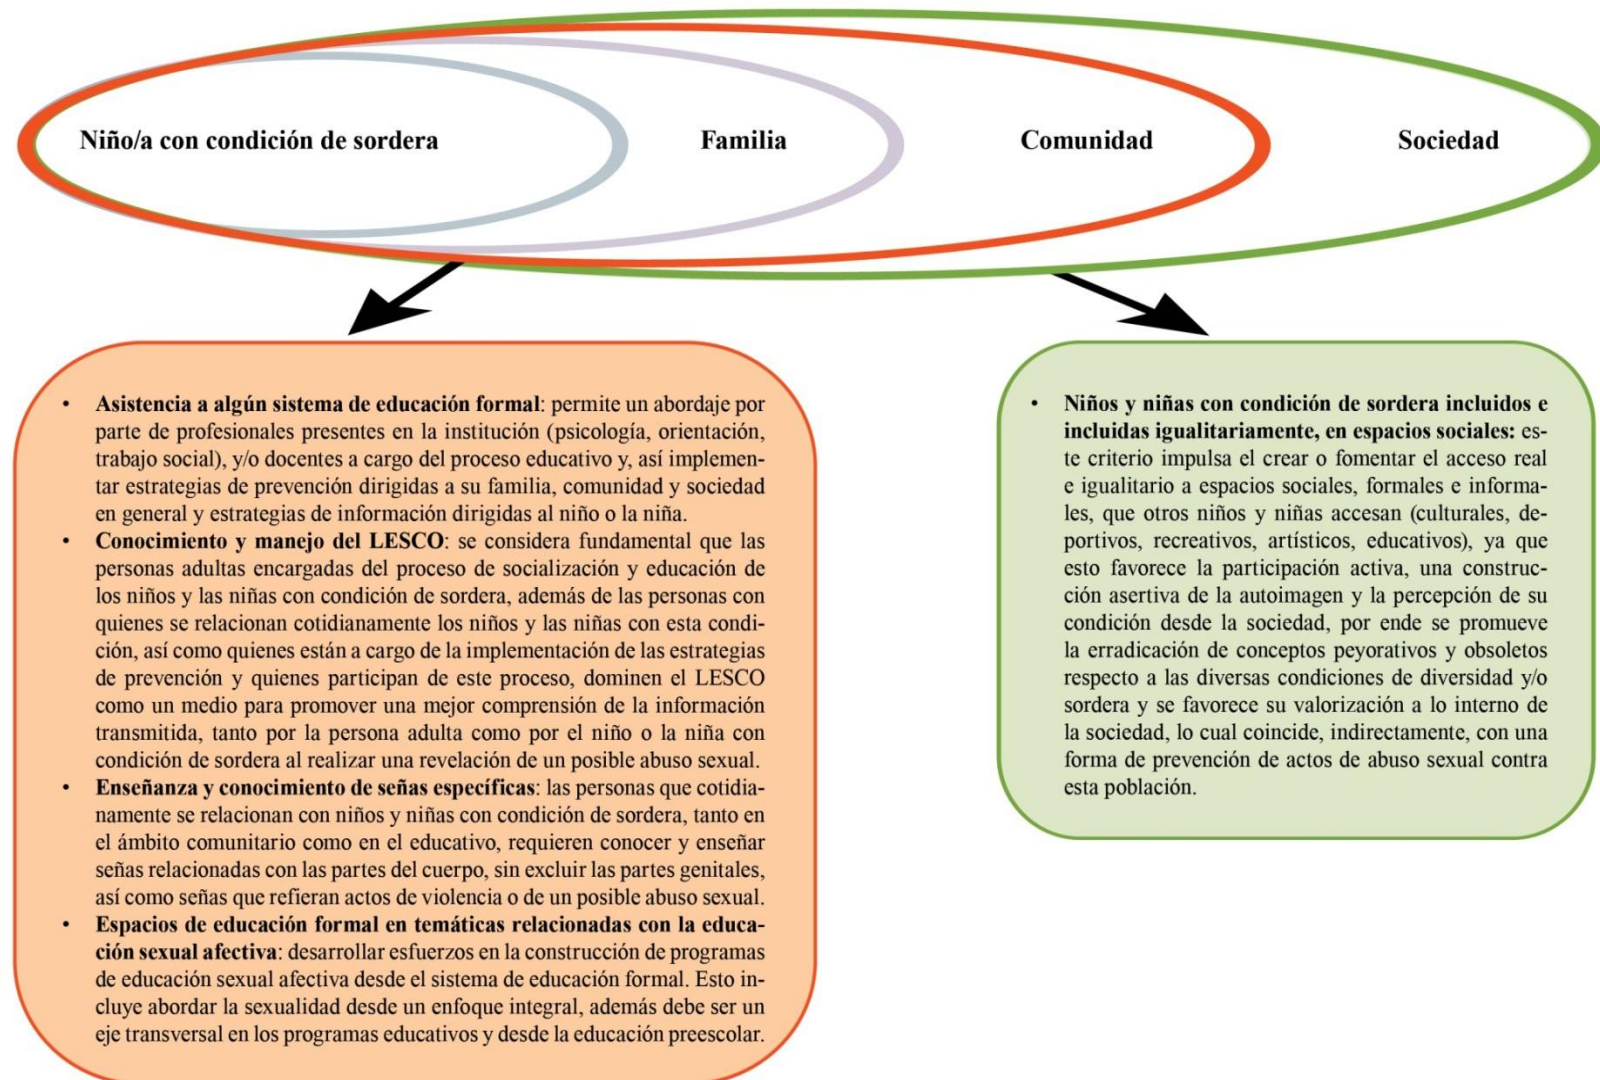 Niño/a con condición de sordera
Familia
Comunidad
Sociedad
• Asistencia a algún sistema de educación formal: permite un abordaje por
parte de profesionales presentes en la institución (psicología, orientación,
trabajo social), y/o docentes a cargo del proceso educativo y, así implemen-
tar estrategias de prevención dirigidas a su familia, comunidad y sociedad
en general y estrategias de información dirigidas al niño o la niña.
• Conocimiento y manejo del LESCO: se considera fundamental que las
personas adultas encargadas del proceso de socialización y educación de
los niños y las niñas con condición de sordera, además de las personas con
quienes se relacionan cotidianamente los niños y las niñas con esta condi-
ción, así como quienes están a cargo de la implementación de las estrategias
de prevención y quienes participan de este proceso, dominen el LESCO
como un medio para promover una mejor comprensión de la información
transmitida, tanto por la persona adulta como por el niño o la niña con
condición de sordera al realizar una revelación de un posible abuso sexual.
• Enseñanza y conocimiento de señas específicas: las personas que cotidia-
namente se relacionan con niños y niñas con condición de sordera, tanto en
el ámbito comunitario como en el educativo, requieren conocer y enseñar
señas relacionadas con las partes del cuerpo, sin excluir las partes genitales,
así como señas que refieran actos de violencia o de un posible abuso sexual.
• Espacios de educación formal en temáticas relacionadas con la educa-
ción sexual afectiva: desarrollar esfuerzos en la construcción de programas
de educación sexual afectiva desde el sistema de educación formal. Esto in-
cluye abordar la sexualidad desde un enfoque integral, además debe ser un
eje transversal en los programas educativos y desde la educación preescolar.
• Niños y niñas con condición de sordera incluidos e
incluidas igualitariamente, en espacios sociales: es-
te criterio impulsa el crear o fomentar el acceso real
e igualitario a espacios sociales, formales e informa-
les, que otros niños y niñas accesan (culturales, de-
portivos, recreativos, artísticos, educativos), ya que
esto favorece la participación activa, una construc-
ción asertiva de la autoimagen y la percepción de su
condición desde la sociedad, por ende se promueve
la erradicación de conceptos peyorativos y obsoletos
respecto a las diversas condiciones de diversidad y/o
sordera y se favorece su valorización a lo interno de
la sociedad, lo cual coincide, indirectamente, con una
forma de prevención de actos de abuso sexual contra
esta población.